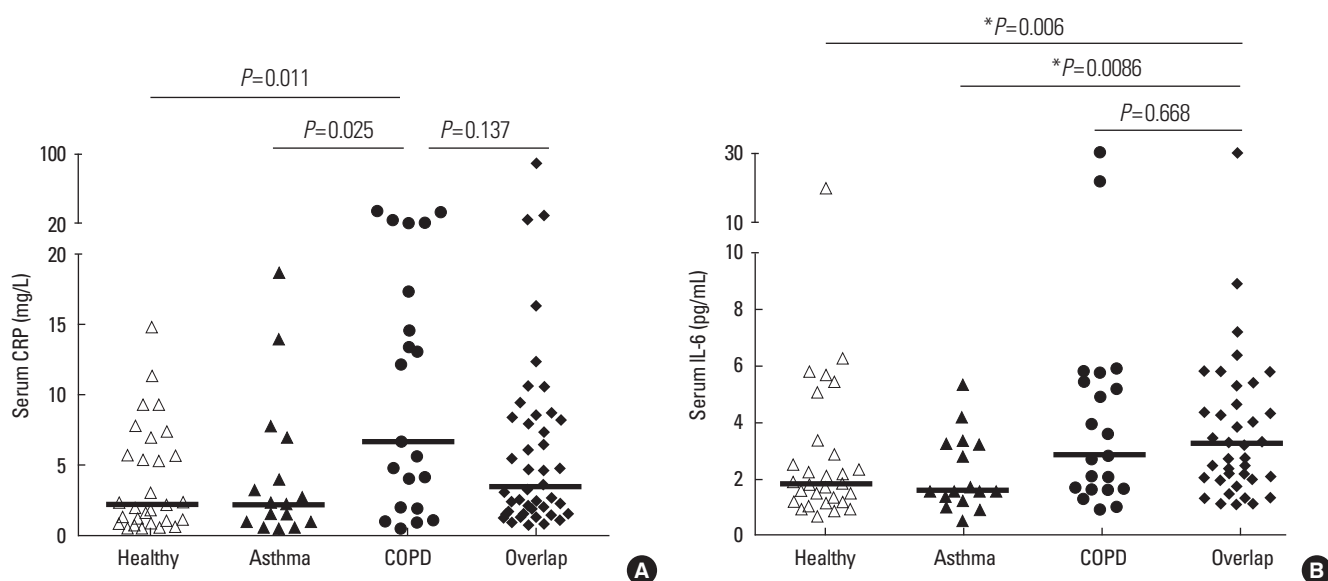 P=0.011
P=0.025 P=0.137
100
20
20
15
10
5
0
Serum CRP (mg/L)
Healthy Asthma COPD Overlap
A
*P=0.006
*P=0.0086
P=0.668
30
10
10
8
6
4
2
0
Serum IL-6 (pg/mL)
Healthy Asthma COPD Overlap
B